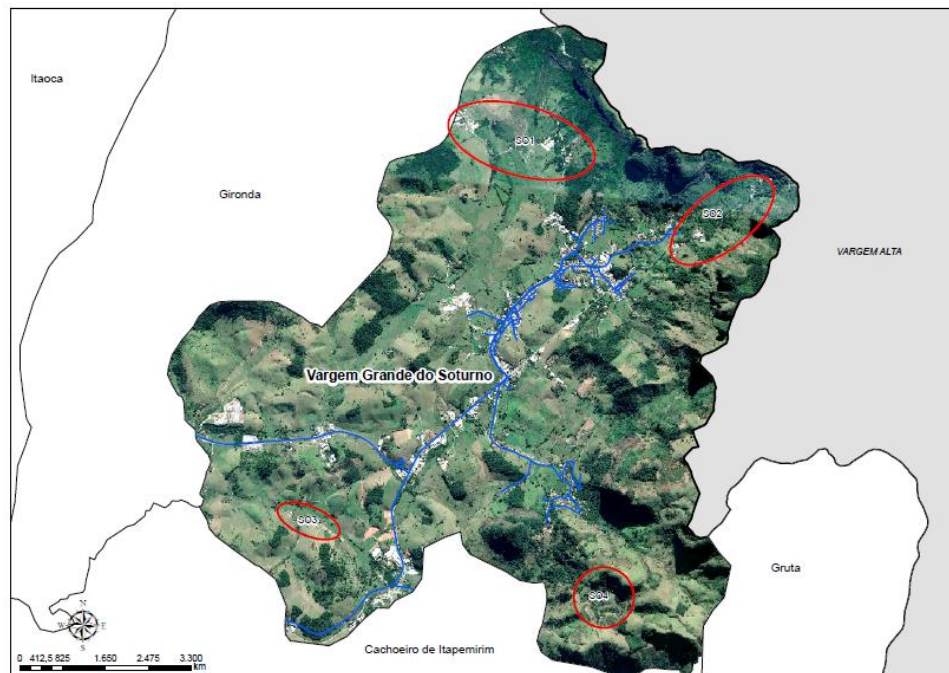 Itaoca
Gironda
SO1
SO2
VARGEM ALTA
Vargem Grande do Soturno
SO3
SO4
Gruta
Cachoeiro de Itapemirim
N
W
E
S
0 412,5 825 1.650 2.475 3.300
km